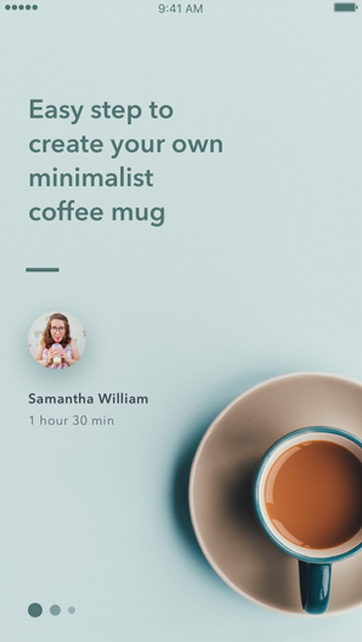 9:41 AM
Easy step to
create your own
minimalist
coffee mug
Samantha William
1 hour 30 min